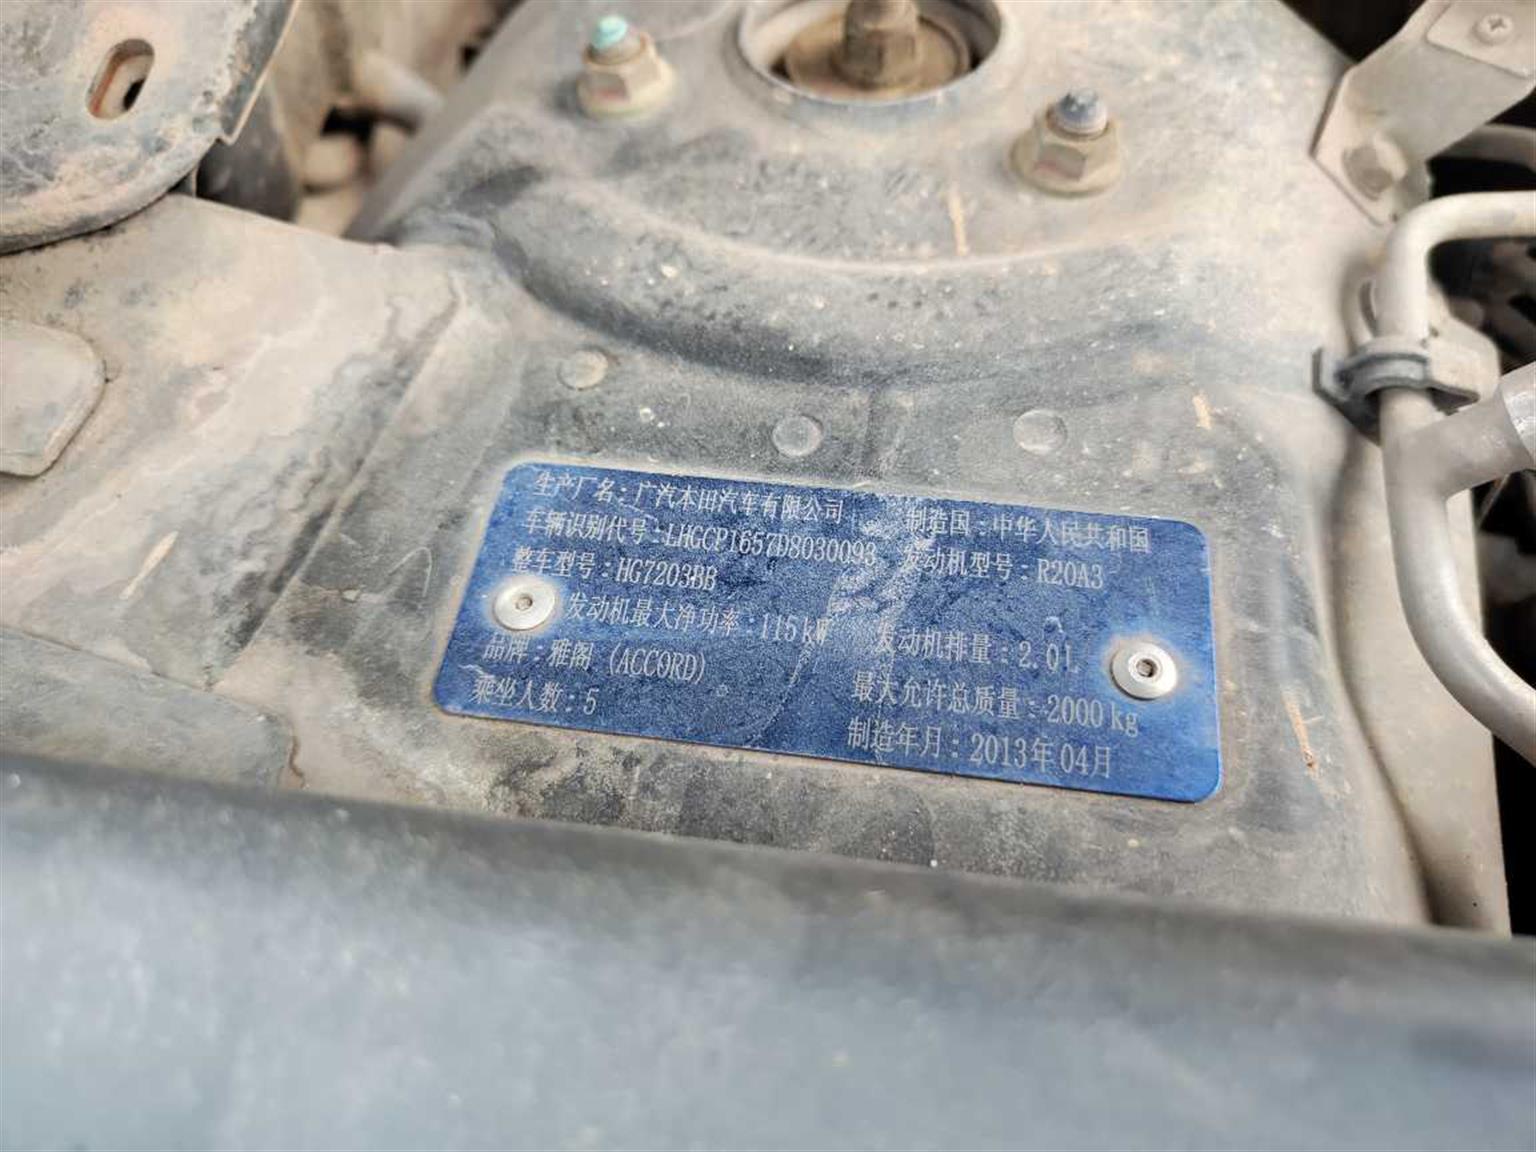 生产厂名：广汽本田汽车有限公司 制造国：中华人民共和国
车辆识别代号：LHGCP1657D8030093 发动机型号：R20A3
整车型号：HG7203BB
发动机最大净功率：115kW 发动机排量：2.0L
品牌：雅阁 (ACCORD) 最大允许总质量：2000kg
乘坐人数：5 制造年月：2013年04月